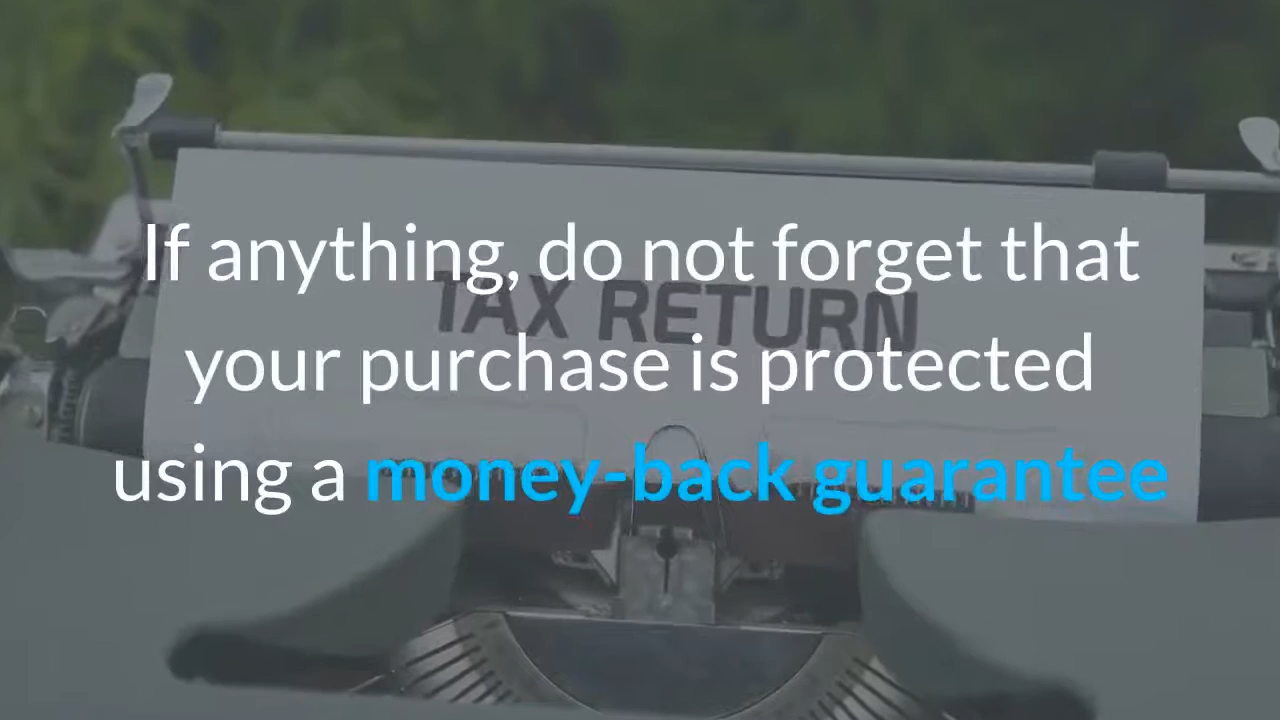 If anything, do not forget that
TAX RETURN
your purchase is protected
using a money-back guarantee